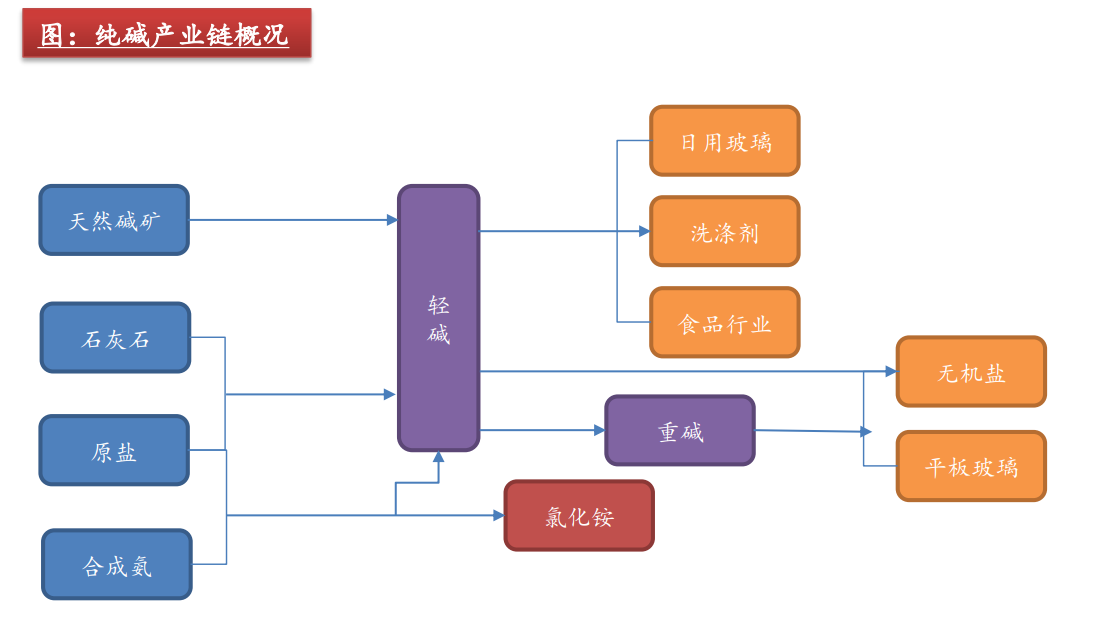 图：纯碱产业链概况
日用玻璃
天然碱矿
洗涤剂
轻
碱
食品行业
石灰石
无机盐
重碱
原盐
平板玻璃
氯化铵
合成氨